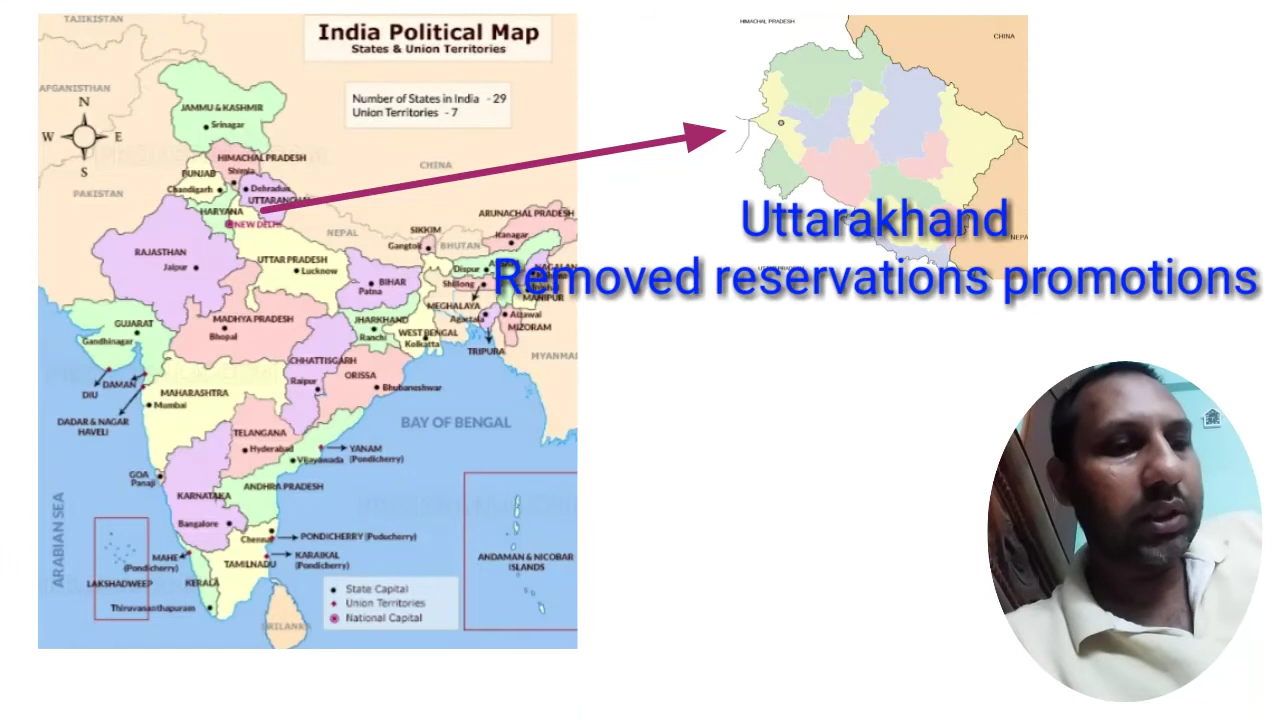 TAJIKISTAN
India Political Map
States & Union Territories
AFGANISTHAN
Number of States in India - 29
Union Territories - 7
N
W E
S
JAMMU & KASHMIR
Srinagar
HIMACHAL PRADESH
Shimla
CHINA
PUNJAB
Chandigarh
Dehradun
UTTARANCHAL
PAKISTAN
HARYANA
NEW DELHI
NEPAL
ARUNACHAL PRADESH
Itanagar
SIKKIM
Gangtok
BHUTAN
RAJASTHAN
Jaipur
UTTAR PRADESH
Lucknow
Dispur
Shillong
BIHAR
Patna
MANIPUR
MEGHALAYA
Agartala
Aizawal
MIZORAM
TRIPURA
MYANMAR
GUJARAT
Gandhinagar
MADHYA PRADESH
Bhopal
JHARKHAND
Ranchi
WEST BENGAL
Kolkatta
CHHATTISGARH
Raipur
ORISSA
Bhubaneshwar
DAMAN
DIU
DADAR & NAGAR
HAVELI
MAHARASHTRA
Mumbai
BAY OF BENGAL
TELANGANA
Hyderabad
YANAM
(Pondicherry)
Vijayawada
GOA
Panaji
ANDHRA PRADESH
KARNATAKA
Bangalore
ARABIAN SEA
Chennai
PONDICHERRY (Puducherry)
KARAIKAL
(Pondicherry)
MAHE
(Pondicherry)
TAMILNADU
LAKSHADWEEP
KERALA
Thiruvananthapuram
ANDAMAN & NICOBAR
ISLANDS
State Capital
Union Territories
National Capital
SRILANKA
HIMACHAL PRADESH
CHINA
Uttarakhand
NEPA
Removed reservations promotions